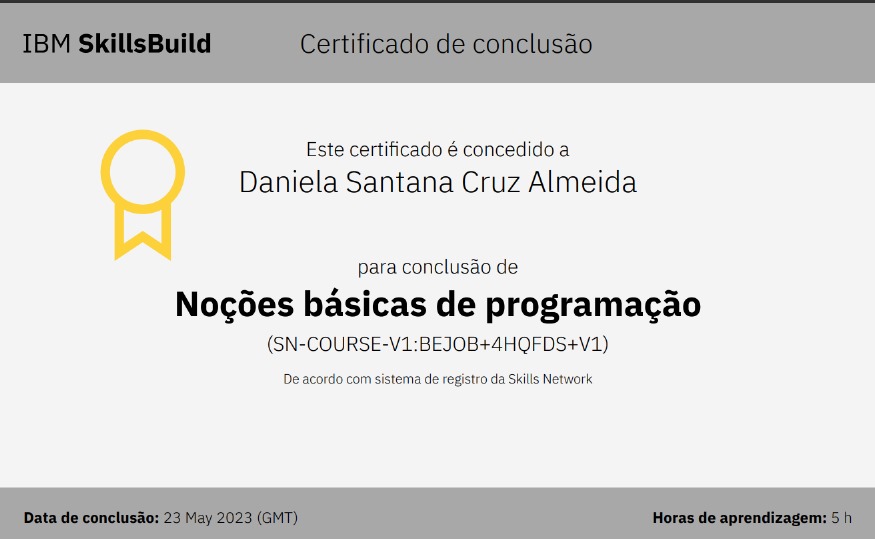 IBM SkillsBuild
Certificado de conclusão
Este certificado é concedido a
Daniela Santana Cruz Almeida
para conclusão de
Noções básicas de programação
(SN-COURSE-V1:BEJOB+4HQFDS+V1)
De acordo com sistema de registro da Skills Network
Data de conclusão: 23 May 2023 (GMT)
Horas de aprendizagem: 5 h